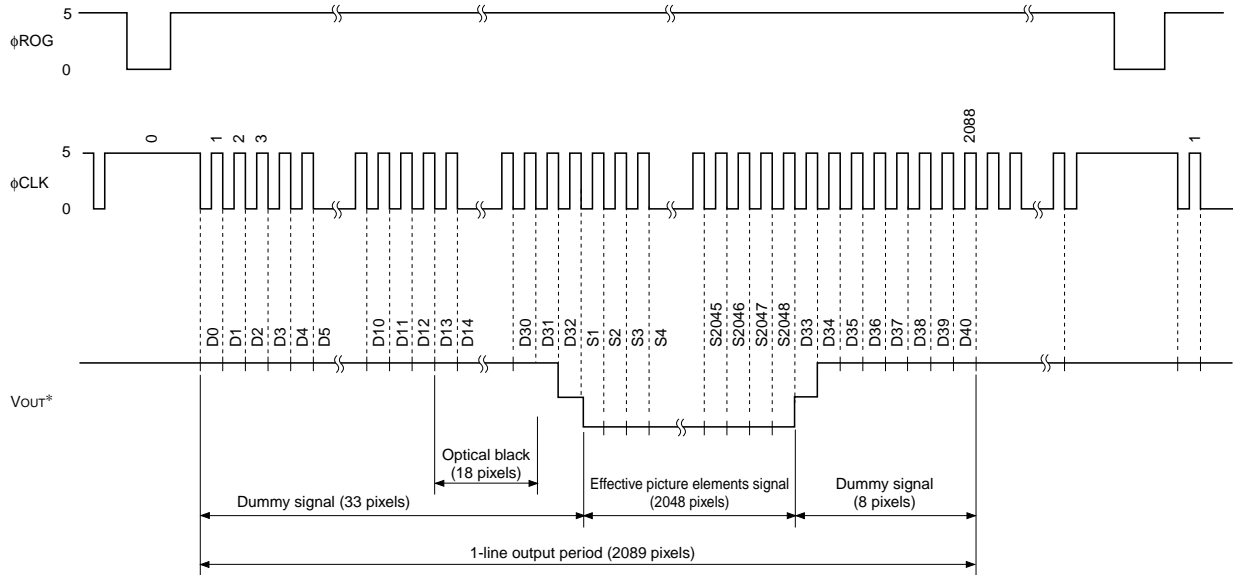 5
φROG
0
0
1
2
3
2088
1
5
φCLK
0
D0
D1
D2
D3
D4
D5
D10
D11
D12
D13
D14
D30
D31
D32
S1
S2
S3
S4
S2045
S2046
S2047
S2048
D33
D34
D35
D36
D37
D38
D39
D40
VOUT*
Optical black
(18 pixels)
Dummy signal (33 pixels)
Effective picture elements signal
(2048 pixels)
Dummy signal
(8 pixels)
1-line output period (2089 pixels)